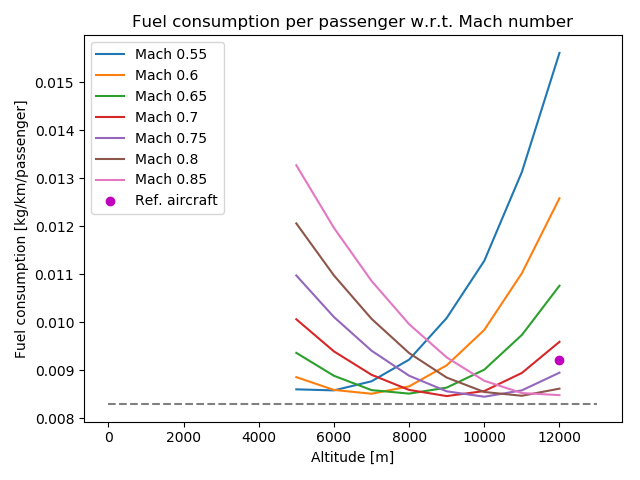 Fuel consumption per passenger w.r.t. Mach number
Fuel consumption [kg/km/passenger]
0.015
0.014
0.013
0.012
0.011
0.010
0.009
0.008
Mach 0.55
Mach 0.6
Mach 0.65
Mach 0.7
Mach 0.75
Mach 0.8
Mach 0.85
Ref. aircraft
0 2000 4000 6000 8000 10000 12000
Altitude [m]